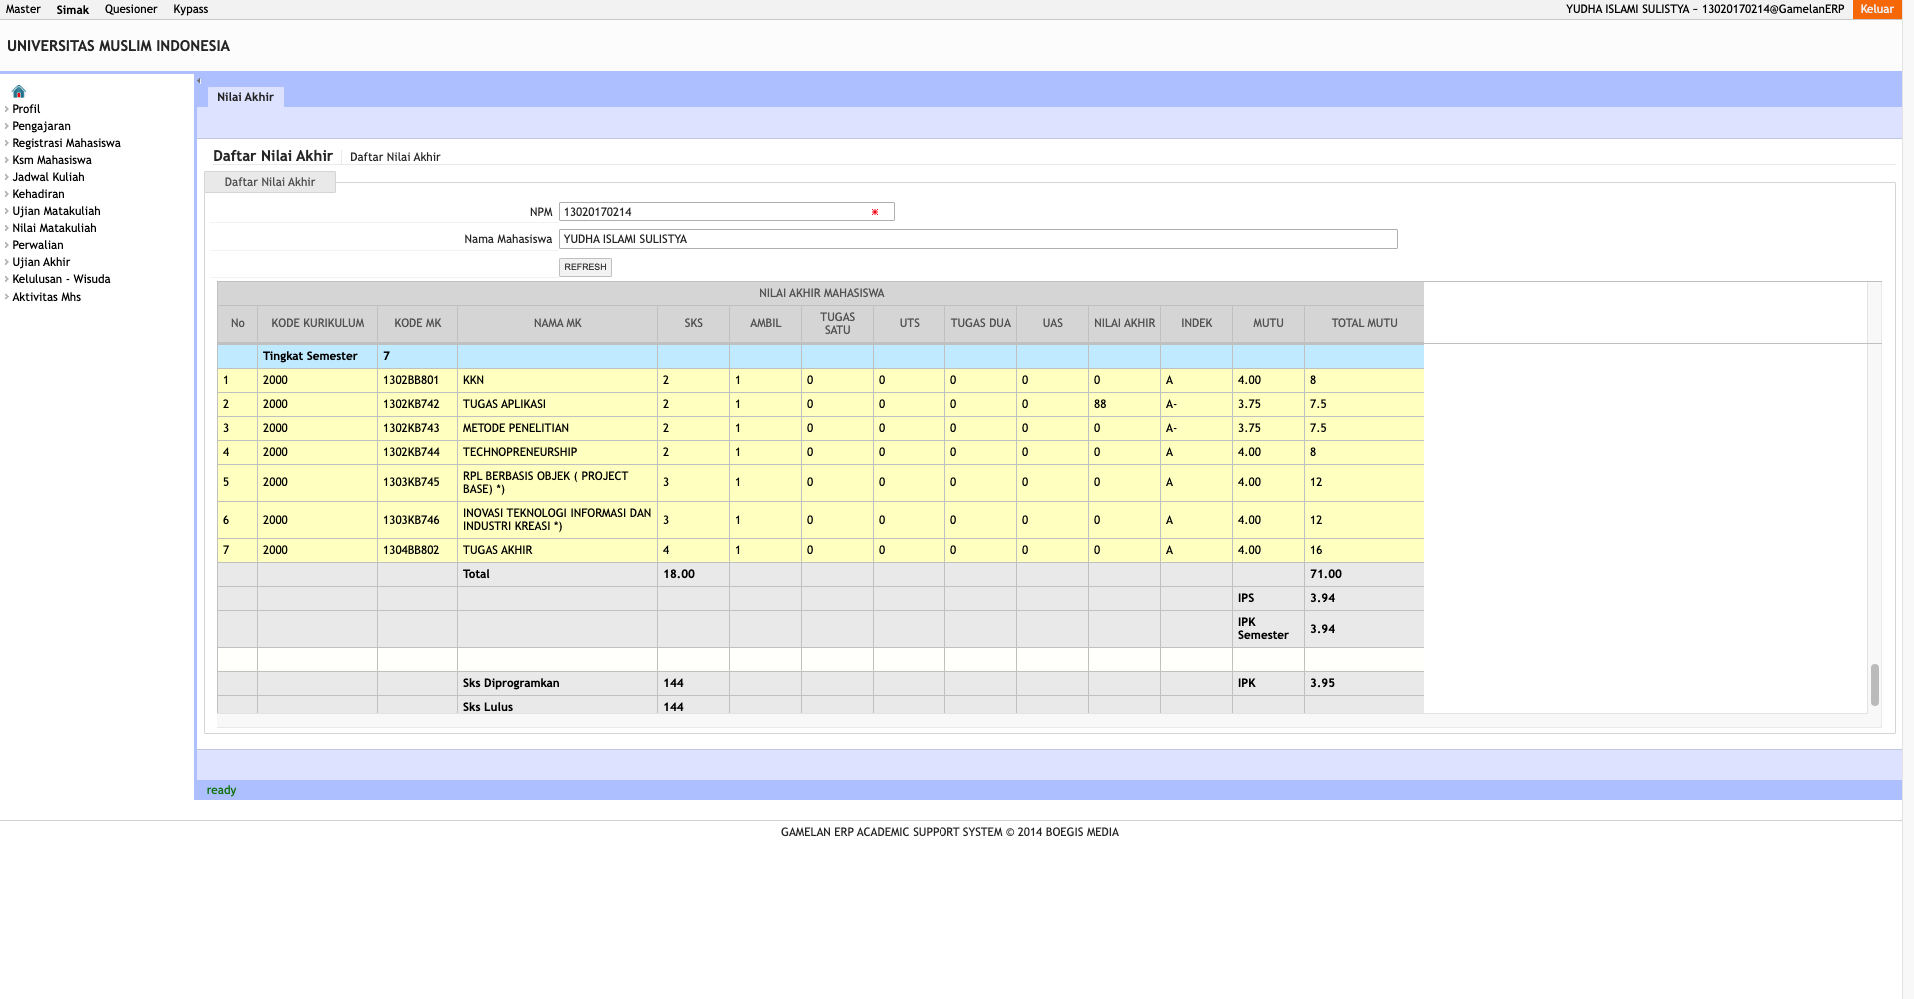 Master Simak Quesioner Kypass YUDHA ISLAMI SULISTYA - 13020170214@GamelanERP Keluar
UNIVERSITAS MUSLIM INDONESIA
Profil
Pengajaran
Registrasi Mahasiswa
Ksm Mahasiswa
Jadwal Kuliah
Kehadiran
Ujian Matakuliah
Nilai Matakuliah
Perwalian
Ujian Akhir
Kelulusan - Wisuda
Aktivitas Mhs
Nilai Akhir
Daftar Nilai Akhir Daftar Nilai Akhir
Daftar Nilai Akhir
NPM 13020170214 *
Nama Mahasiswa YUDHA ISLAMI SULISTYA
REFRESH
NILAI AKHIR MAHASISWA
No KODE KURIKULUM KODE MK NAMA MK SKS AMBIL TUGAS SATU UTS TUGAS DUA UAS NILAI AKHIR INDEK MUTU TOTAL MUTU
Tingkat Semester 7
1 2000 1302BB801 KKN 2 1 0 0 0 0 0 A 4.00 8
2 2000 1302KB742 TUGAS APLIKASI 2 1 0 0 0 0 88 A- 3.75 7.5
3 2000 1302KB743 METODE PENELITIAN 2 1 0 0 0 0 0 A- 3.75 7.5
4 2000 1302KB744 TECHNOPRENEURSHIP 2 1 0 0 0 0 0 A 4.00 8
5 2000 1303KB745 RPL BERBASIS OBJEK ( PROJECT BASE) *) 3 1 0 0 0 0 0 A 4.00 12
6 2000 1303KB746 INOVASI TEKNOLOGI INFORMASI DAN INDUSTRI KREASI *) 3 1 0 0 0 0 0 A 4.00 12
7 2000 1304BB802 TUGAS AKHIR 4 1 0 0 0 0 0 A 4.00 16
Total 18.00 71.00
IPS 3.94
IPK Semester 3.94
Sks Diprogramkan 144 IPK 3.95
Sks Lulus 144
ready
GAMELAN ERP ACADEMIC SUPPORT SYSTEM © 2014 BOEGIS MEDIA